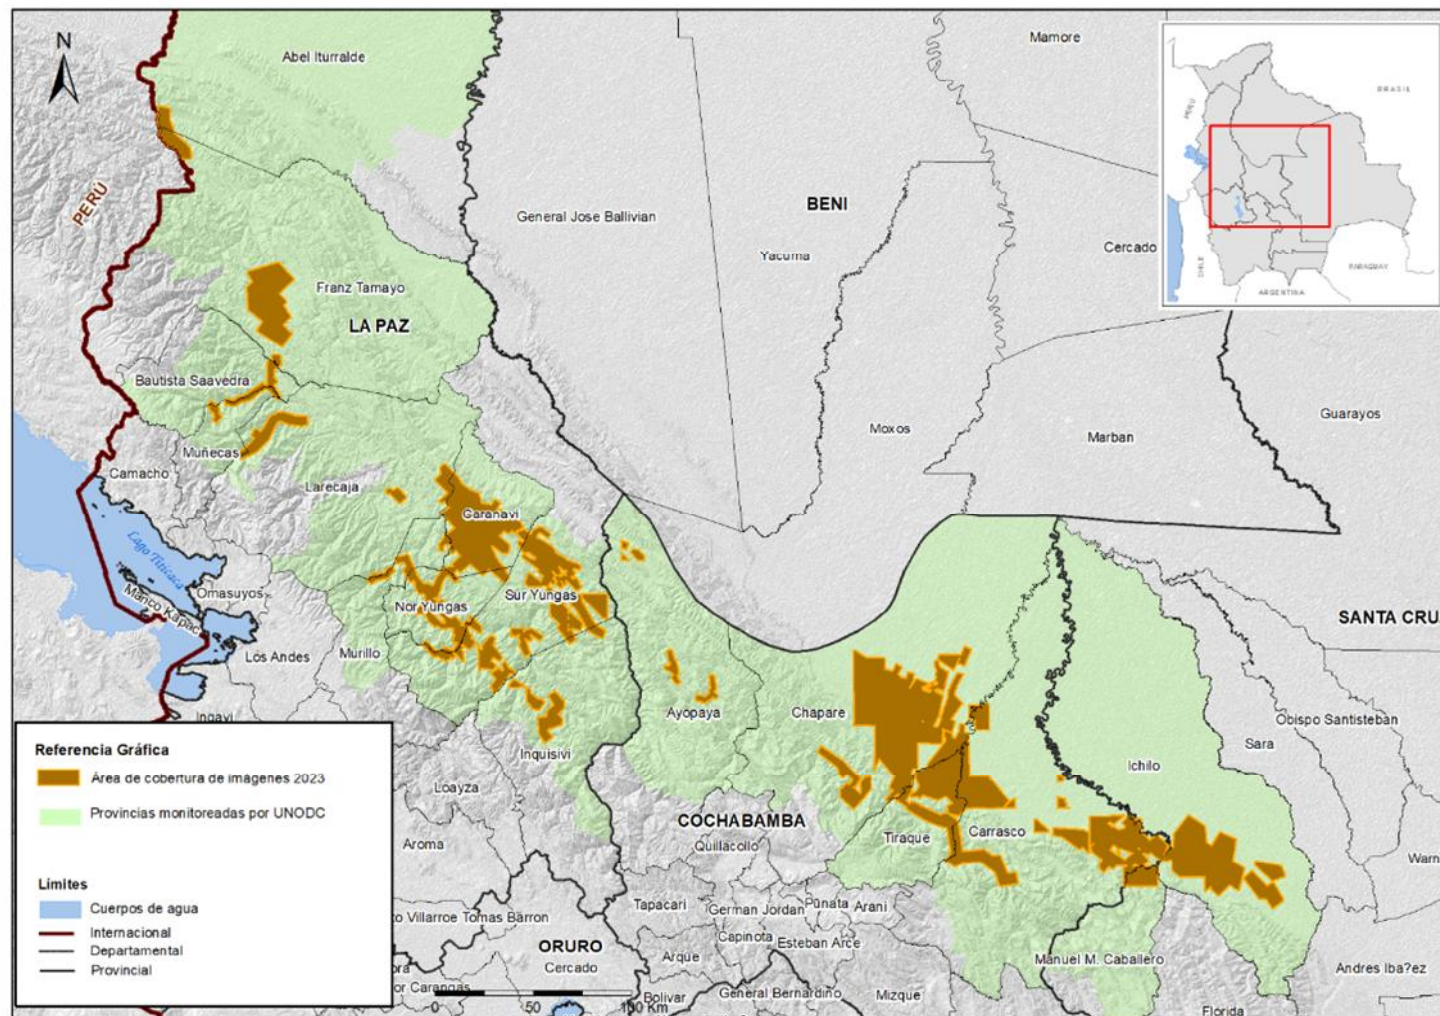 N
Abel Iturralde
Mamore
PERÚ
BRASIL
PERU
CHILE
PARAGUAY
ARGENTINA
PERÚ
General Jose Ballivian
BENI
Yacuma
Cercado
Franz Tamayo
LA PAZ
Bautista Saavedra
Guarayos
Moxos
Marban
Muñecas
Camacho
Larecaja
Caranavi
Lago Titicaca
Omasuyos
Manco Kapac
Nor Yungas
Sur Yungas
SANTA CRU
Los Andes
Murillo
Ingavi
Ayopaya
Chapare
Obispo Santisteban
Sara
Inquisivi
Ichilo
Loayza
COCHABAMBA
Quillacollo
Tiraque
Carrasco
Aroma
Warn
Tapacari
German Jordan
Punata
Arani
o Villarroe
Tomas Barron
Capinota
Esteban Arce
ORURO
Cercado
Arque
Manuel M. Caballero
Andres Iba?ez
or Carangas
Bolivar
General Bernardino
Mizque
Florida
0
50
100 Km
Referencia Gráfica
Área de cobertura de imágenes 2023
Provincias monitoreadas por UNODC
Límites
Cuerpos de agua
Internacional
Departamental
Provincial